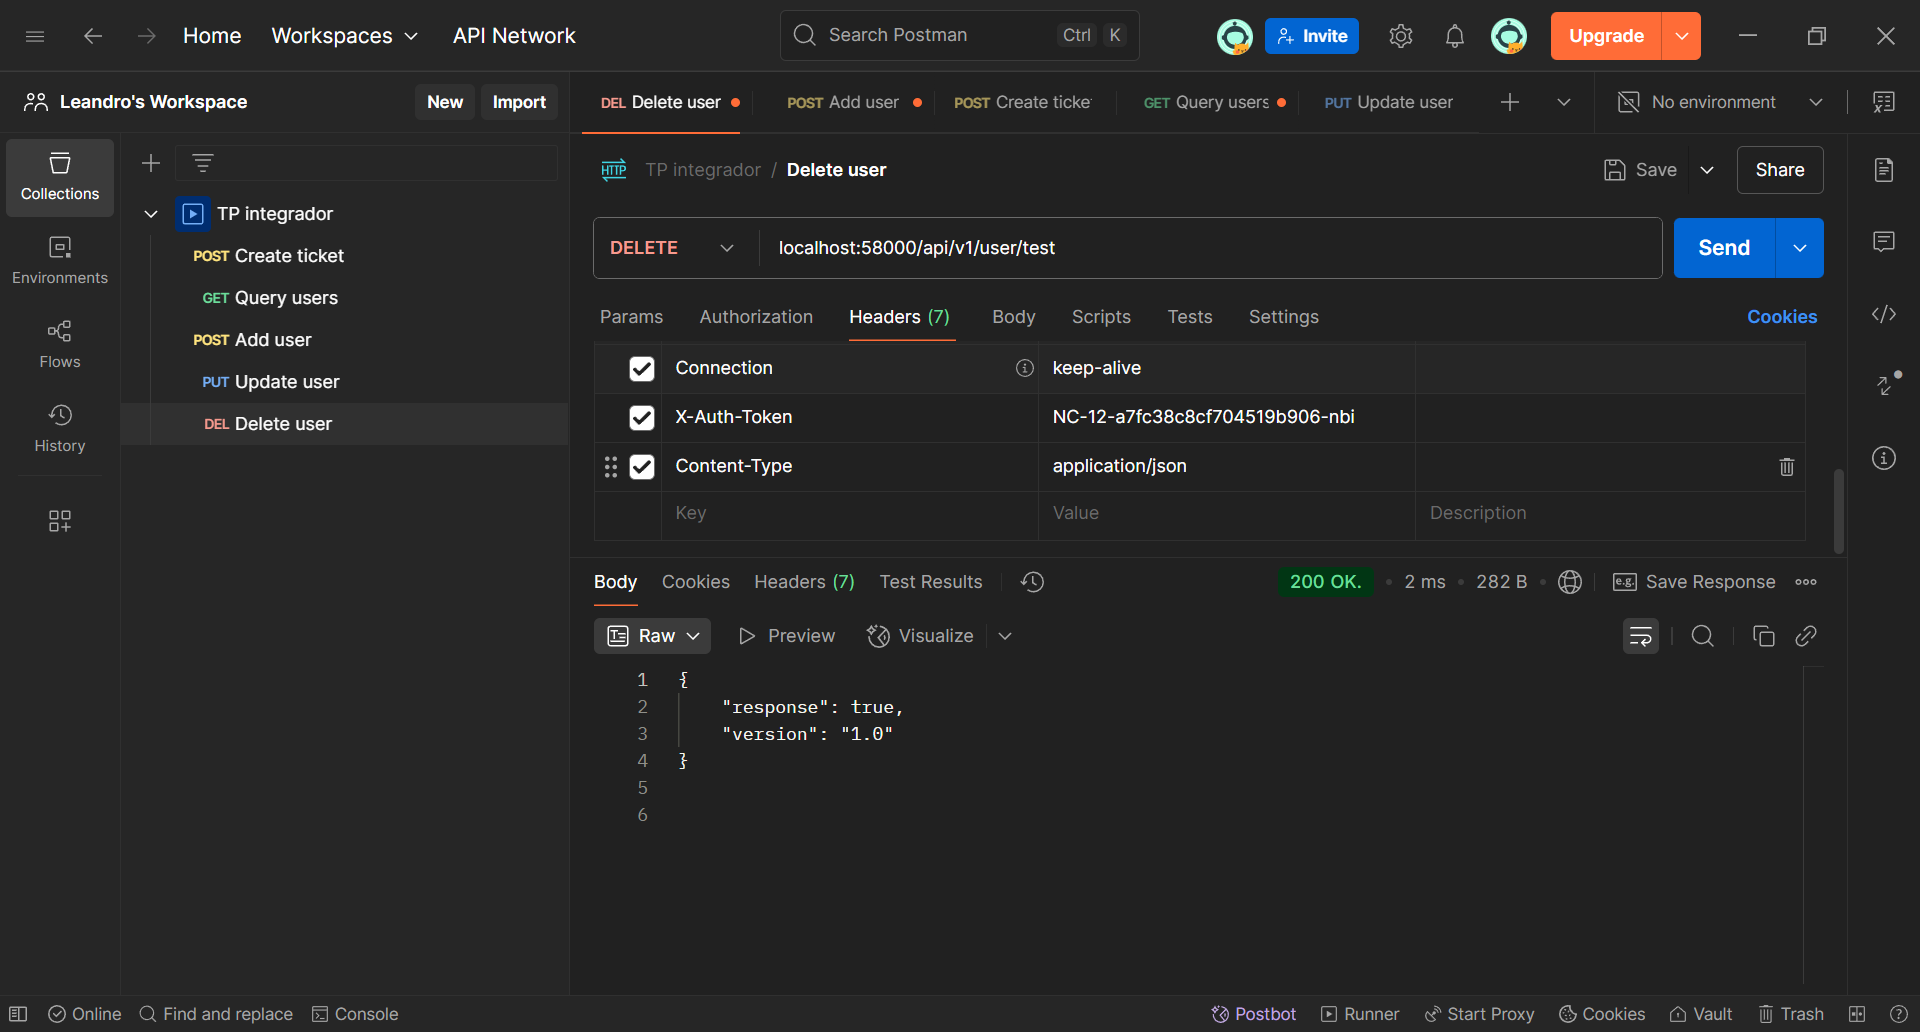 Home Workspaces API Network Search Postman Ctrl K Invite Upgrade
Leandro's Workspace New Import
DEL Delete user POST Add user POST Create ticke GET Query users PUT Update user No environment
Collections
Environments
Flows
History
TP integrador
POST Create ticket
GET Query users
POST Add user
PUT Update user
DEL Delete user
HTTP TP integrador / Delete user Save Share
DELETE localhost:58000/api/v1/user/test Send
Params Authorization Headers (7) Body Scripts Tests Settings Cookies
Connection keep-alive
X-Auth-Token NC-12-a7fc38c8cf704519b906-nbi
Content-Type application/json
Key Value Description
Body Cookies Headers (7) Test Results 200 OK. 2 ms 282 B e.g. Save Response
Raw Preview Visualize
1 {
2 "response": true,
3 "version": "1.0"
4 }
5
6
Online Find and replace Console Postbot Runner Start Proxy Cookies Vault Trash